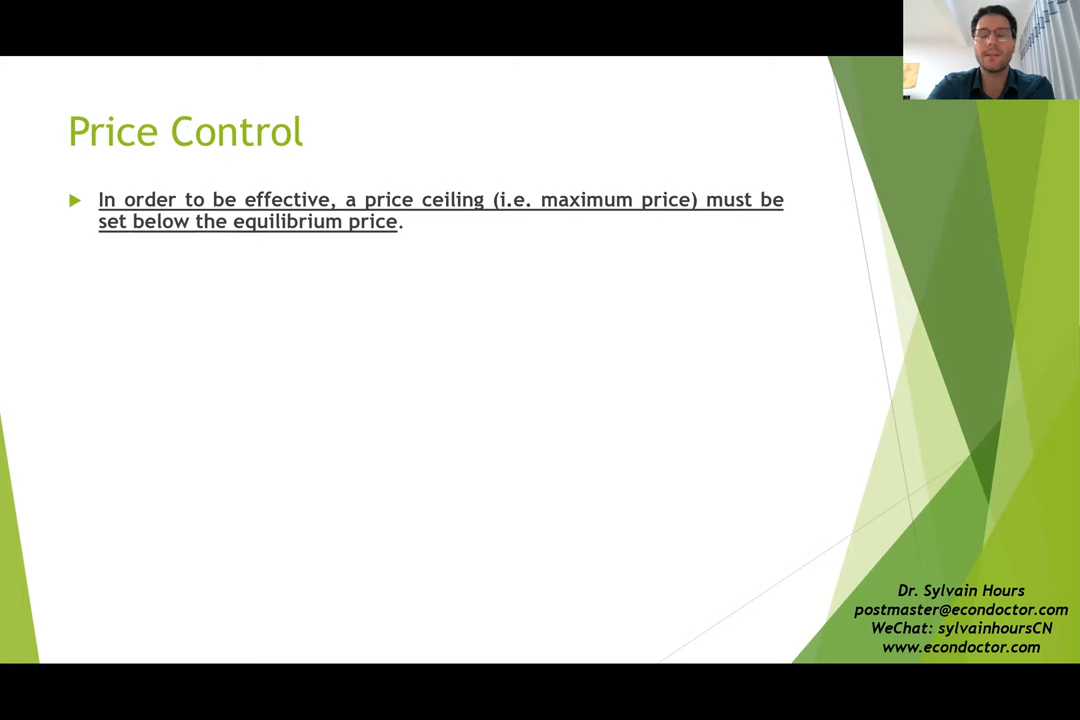 Price Control
In order to be effective, a price ceiling (i.e. maximum price) must be
set below the equilibrium price.
Dr. Sylvain Hours
postmaster@econdoctor.com
WeChat: sylvainhoursCN
www.econdoctor.com